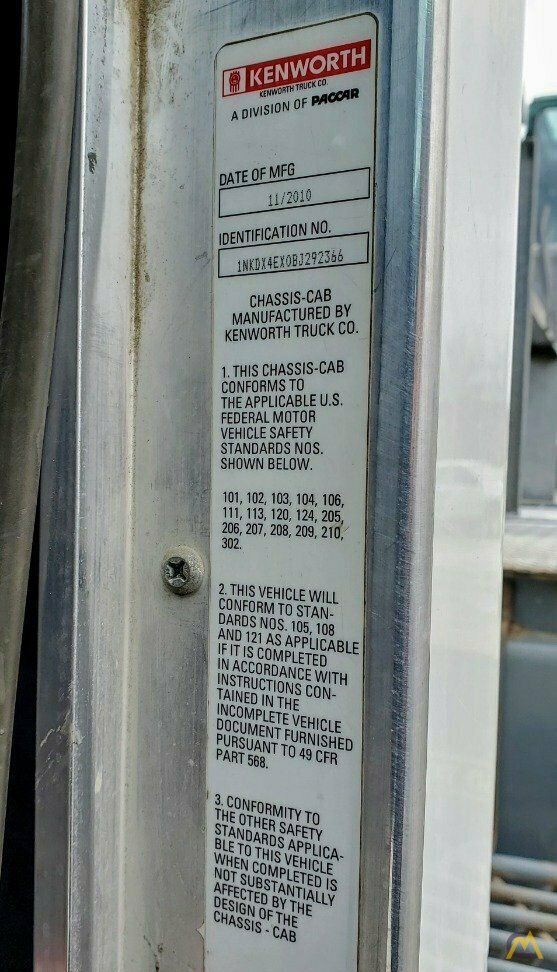 KENWORTH
KENWORTH TRUCK CO.
A DIVISION OF PACCAR
DATE OF MFG
11/2010
IDENTIFICATION NO.
1NKDX4EX0BJ292366
CHASSIS-CAB
MANUFACTURED BY
KENWORTH TRUCK CO.
1. THIS CHASSIS-CAB
CONFORMS TO
THE APPLICABLE U.S.
FEDERAL MOTOR
VEHICLE SAFETY
STANDARDS NOS.
SHOWN BELOW.
101, 102, 103, 104, 106,
111, 113, 120, 124, 205,
206, 207, 208, 209, 210,
302.
2. THIS VEHICLE WILL
CONFORM TO STAN-
DARDS NOS. 105, 108
AND 121 AS APPLICABLE
IF IT IS COMPLETED
IN ACCORDANCE WITH
INSTRUCTIONS CON-
TAINED IN THE
INCOMPLETE VEHICLE
DOCUMENT FURNISHED
PURSUANT TO 49 CFR
PART 568.
3. CONFORMITY TO
THE OTHER SAFETY
STANDARDS APPLICA-
BLE TO THIS VEHICLE
WHEN COMPLETED IS
NOT SUBSTANTIALLY
AFFECTED BY THE
DESIGN OF THE
CHASSIS - CAB